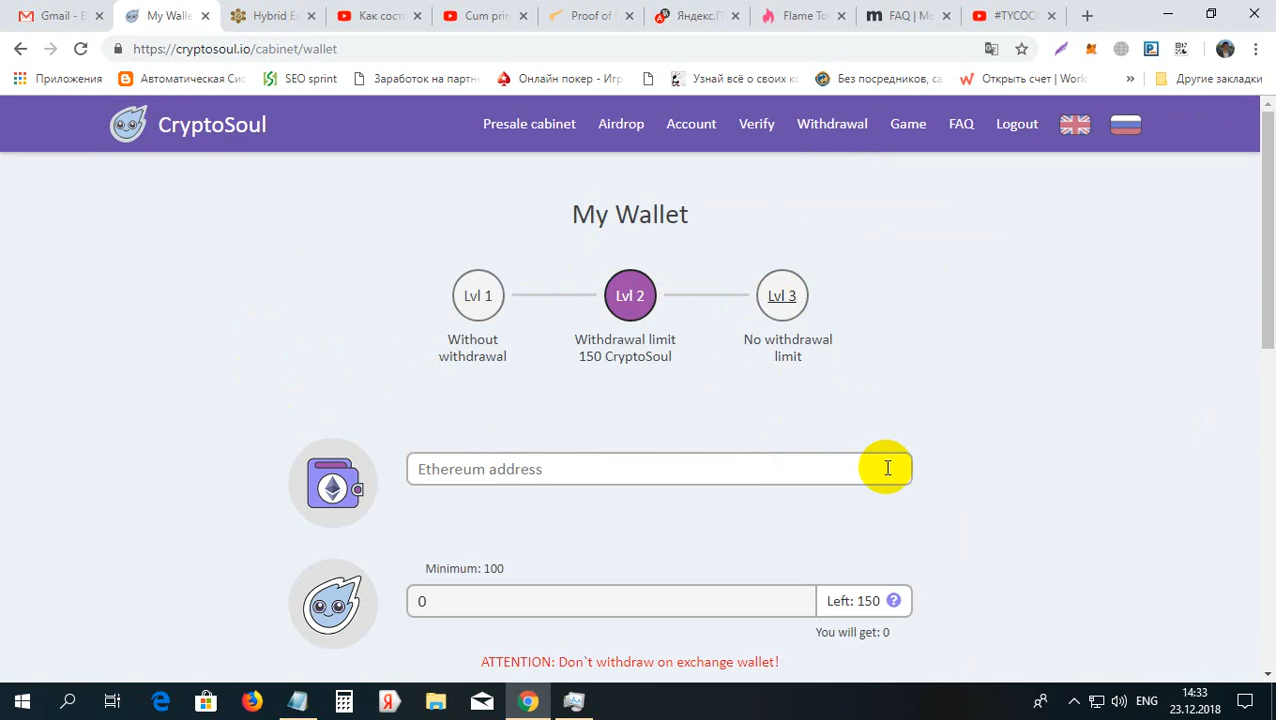 Gmail - E
My Walle
Hybrid Ex
Как сост
Cum prin
Proof of
Яндекс.П
Flame To
FAQ | M
#TYCOO
https://cryptosoul.io/cabinet/wallet
Приложения
Автоматическая Сис
SEO sprint
Заработок на партн
Онлайн покер - Игр
Узнай всё о своих к
Без посредников, са
Открыть счет | World
»
Другие закладки
CryptoSoul
Presale cabinet
Airdrop
Account
Verify
Withdrawal
Game
FAQ
Logout
My Wallet
Lvl 1
Lvl 2
Lvl 3
Without
withdrawal
Withdrawal limit
150 CryptoSoul
No withdrawal
limit
Ethereum address
Minimum: 100
0
Left: 150 ?
You will get: 0
ATTENTION: Don`t withdraw on exchange wallet!
ENG
14:33
23.12.2018